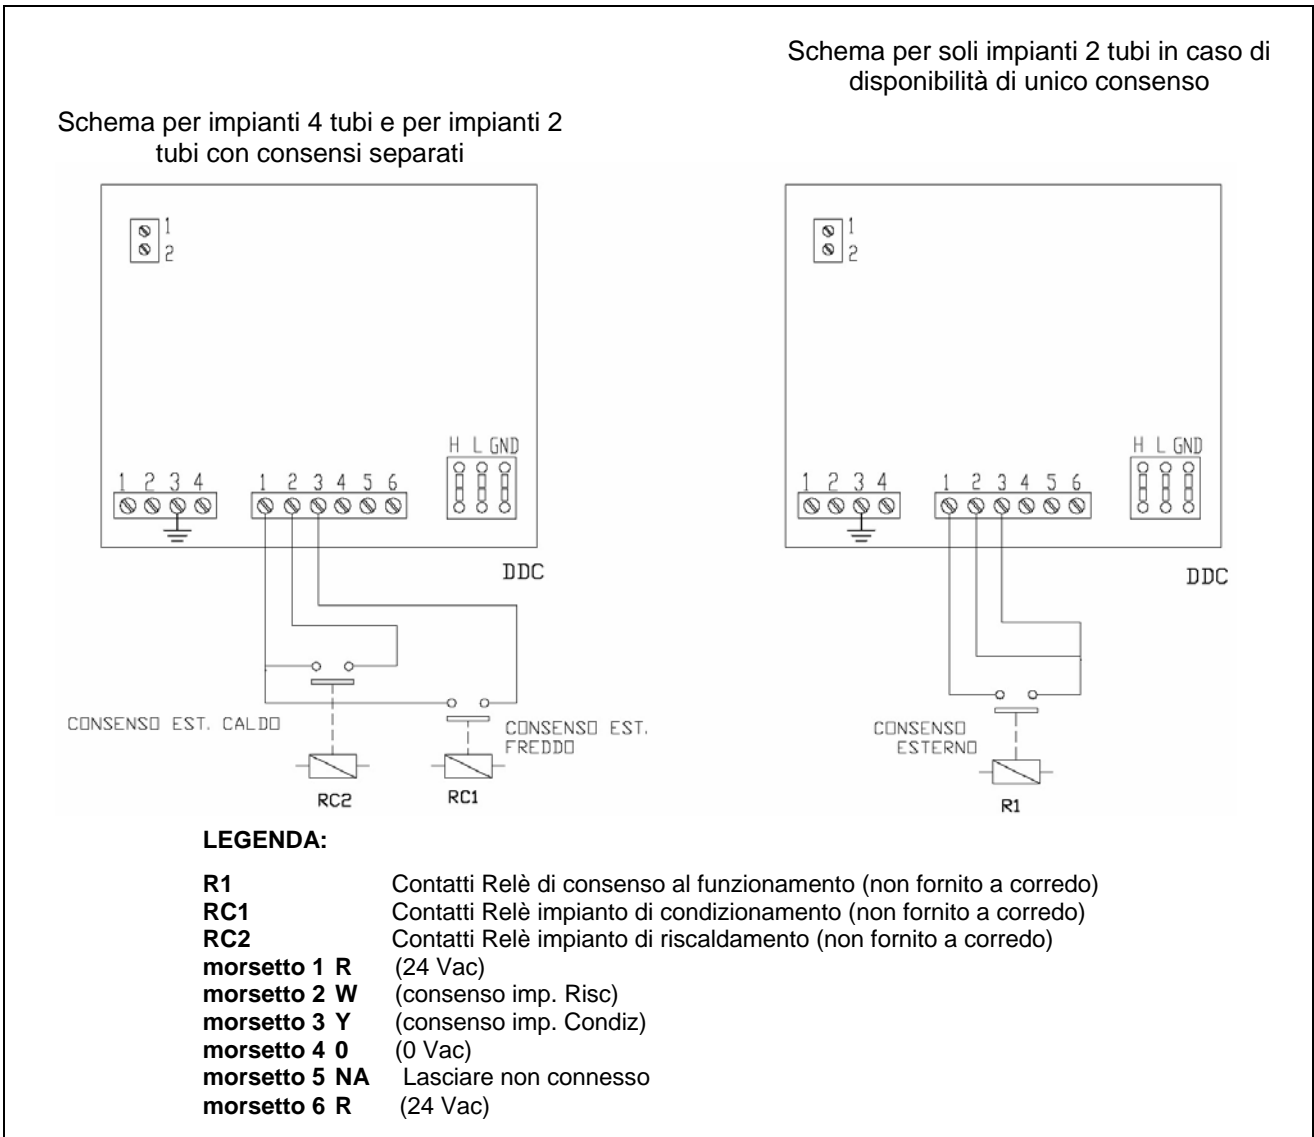 Schema per soli impianti 2 tubi in caso di
disponibilità di unico consenso
Schema per impianti 4 tubi e per impianti 2
tubi con consensi separati
1
2
H L GND
1 2 3 4
1 2 3 4 5 6
DDC
CONSENSO EST. CALDO
CONSENSO EST.
FREDDO
RC2
RC1
1
2
H L GND
1 2 3 4
1 2 3 4 5 6
DDC
CONSENSO
ESTERNO
R1
LEGENDA:
R1 Contatti Relè di consenso al funzionamento (non fornito a corredo)
RC1 Contatti Relè impianto di condizionamento (non fornito a corredo)
RC2 Contatti Relè impianto di riscaldamento (non fornito a corredo)
morsetto 1 R (24 Vac)
morsetto 2 W (consenso imp. Risc)
morsetto 3 Y (consenso imp. Condiz)
morsetto 4 0 (0 Vac)
morsetto 5 NA Lasciare non connesso
morsetto 6 R (24 Vac)